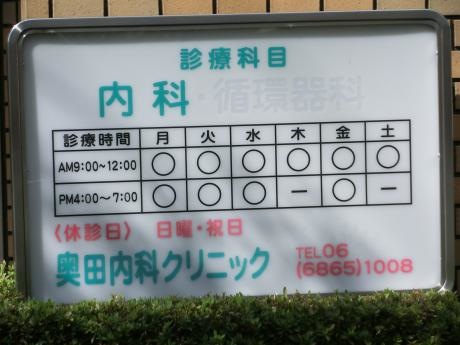 診療科目
内科・循環器科
診療時間 月 火 水 木 金 土
AM9:00~12:00 ○ ○ ○ ○ ○ ○
PM4:00~7:00 ○ ○ ○ ー ○ ー
〈休診日〉 日曜・祝日
奥田内科クリニック TEL06
(6865)1008